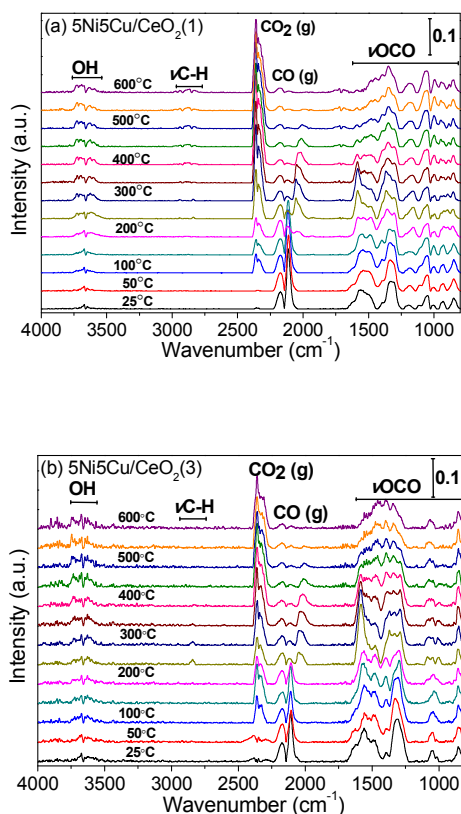 (a) 5Ni5Cu/CeO₂(1)
CO₂ (g)
0.1
OH
νC-H
CO (g)
νOCO
600°C
500°C
400°C
300°C
200°C
100°C
50°C
25°C
Intensity (a.u.)
4000 3500 3000 2500 2000 1500 1000
Wavenumber (cm⁻¹)
(b) 5Ni5Cu/CeO₂(3)
CO₂ (g)
0.1
OH
νC-H
CO (g)
νOCO
600°C
500°C
400°C
300°C
200°C
100°C
50°C
25°C
Intensity (a.u.)
4000 3500 3000 2500 2000 1500 1000
Wavenumber (cm⁻¹)